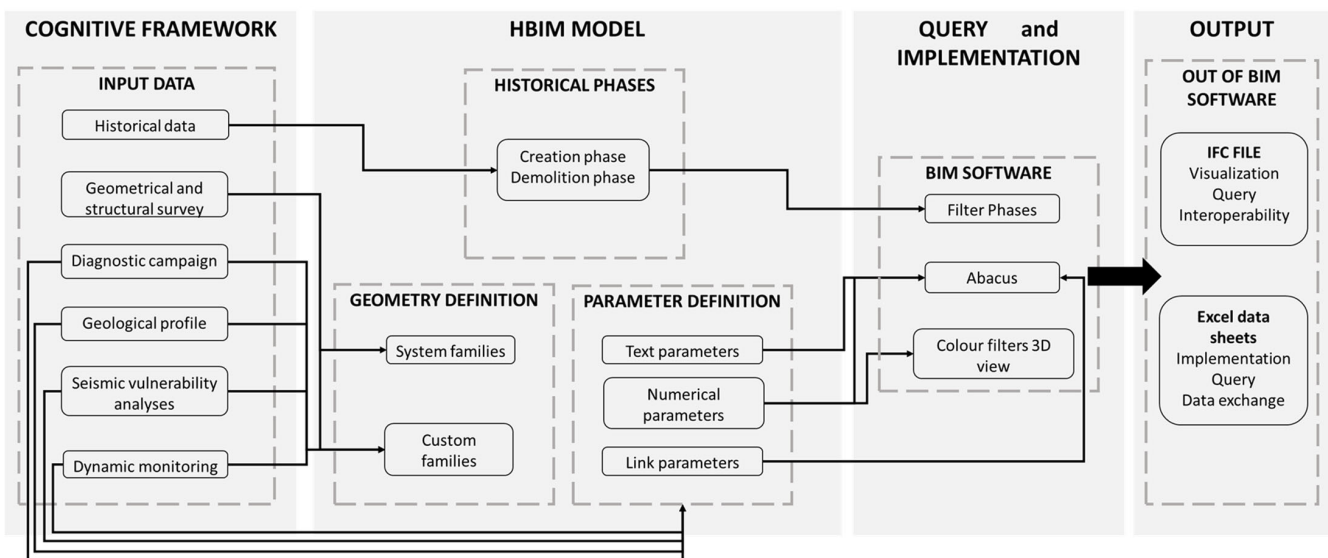 COGNITIVE FRAMEWORK
INPUT DATA
Historical data
Geometrical and
structural survey
Diagnostic campaign
Geological profile
Seismic vulnerability
analyses
Dynamic monitoring
HBIM MODEL
HISTORICAL PHASES
Creation phase
Demolition phase
GEOMETRY DEFINITION
System families
Custom
families
PARAMETER DEFINITION
Text parameters
Numerical
parameters
Link parameters
QUERY and
IMPLEMENTATION
BIM SOFTWARE
Filter Phases
Abacus
Colour filters 3D
view
OUTPUT
OUT OF BIM
SOFTWARE
IFC FILE
Visualization
Query
Interoperability
Excel data
sheets
Implementation
Query
Data exchange